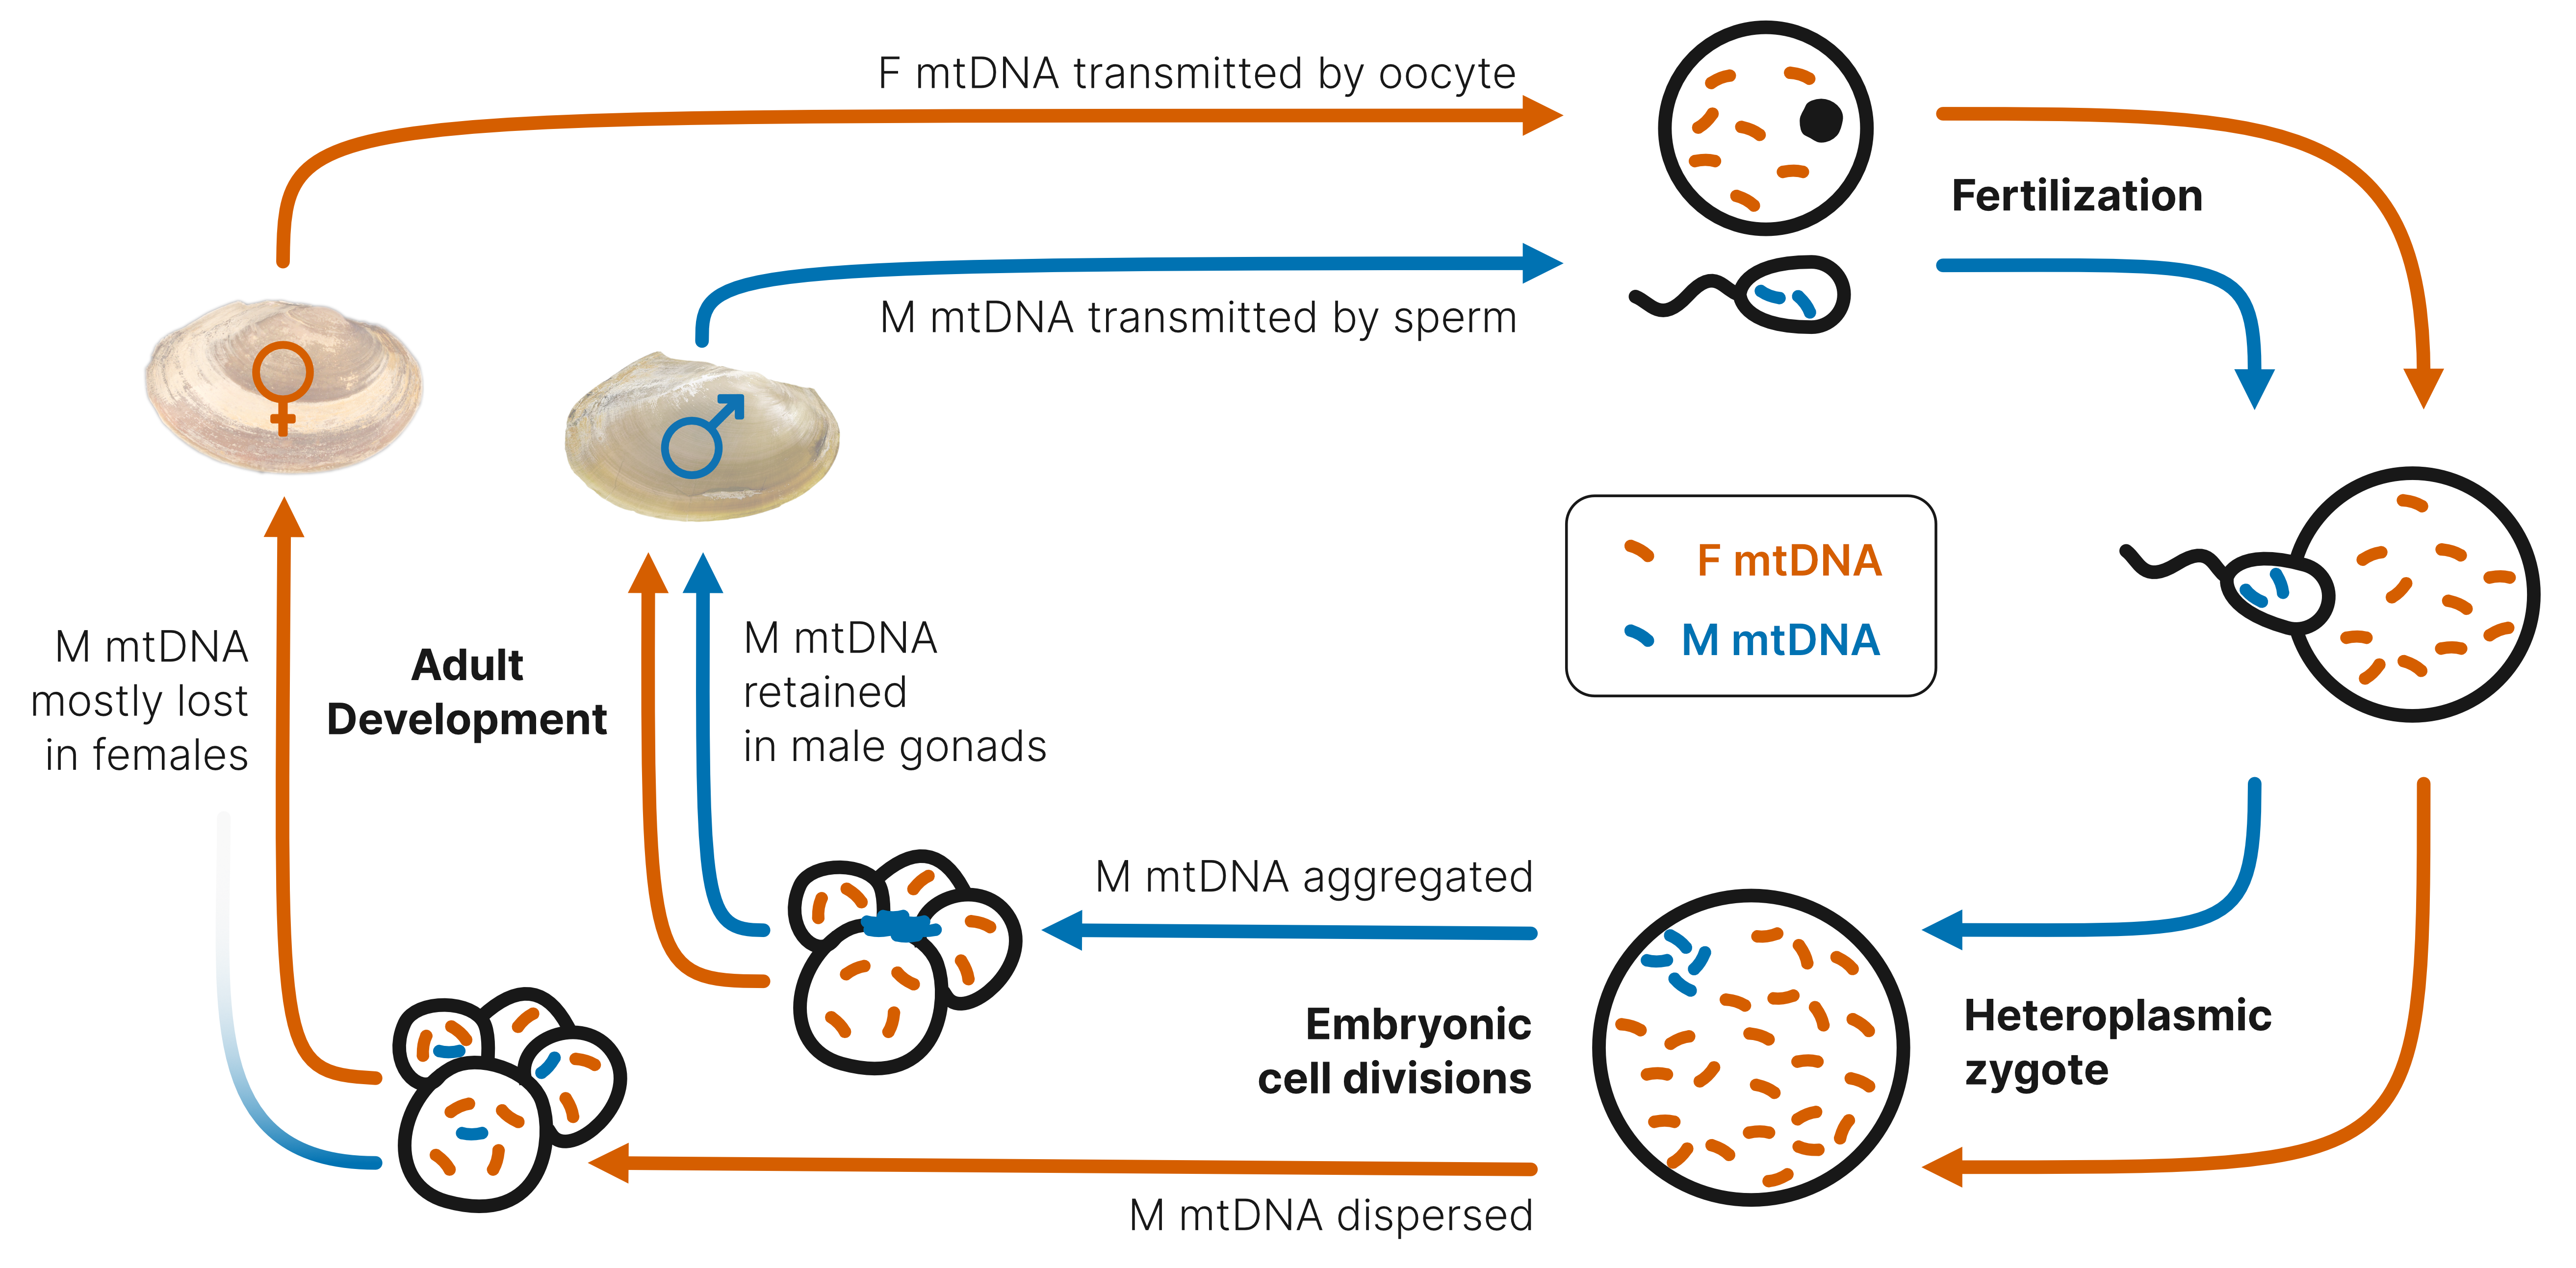 F mtDNA transmitted by oocyte
Fertilization
M mtDNA transmitted by sperm
F mtDNA
M mtDNA
M mtDNA
mostly lost
in females
Adult
Development
M mtDNA
retained
in male gonads
M mtDNA aggregated
Embryonic
cell divisions
Heteroplasmic
zygote
M mtDNA dispersed